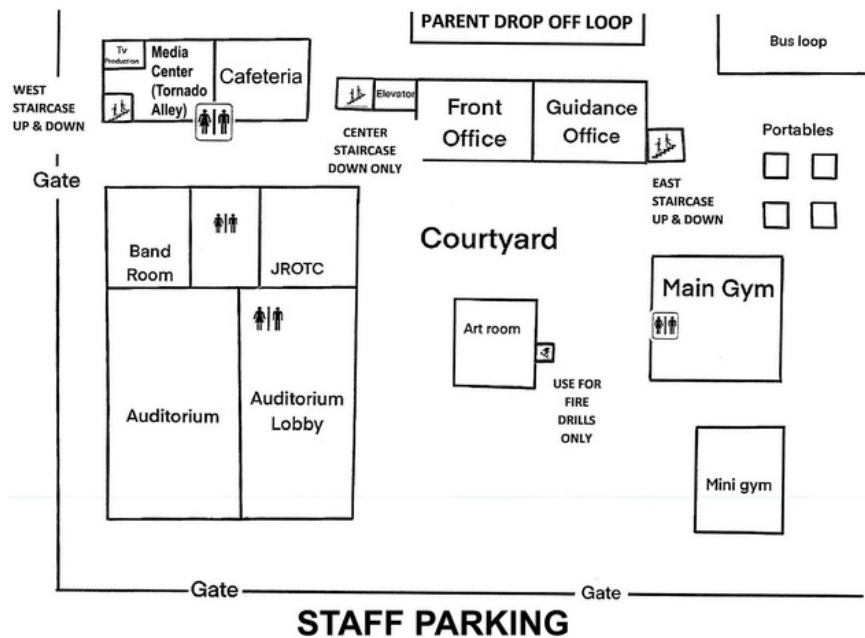 PARENT DROP OFF LOOP
Bus loop
Tv
Production
Media
Center
(Tornado
Alley)
Cafeteria
WEST
STAIRCASE
UP & DOWN
Elevator
Front
Office
Guidance
Office
CENTER
STAIRCASE
DOWN ONLY
Portables
EAST
STAIRCASE
UP & DOWN
Gate
Band
Room
JROTC
Courtyard
Main Gym
Art room
USE FOR
FIRE
DRILLS
ONLY
Auditorium
Auditorium
Lobby
Mini gym
Gate
Gate
STAFF PARKING